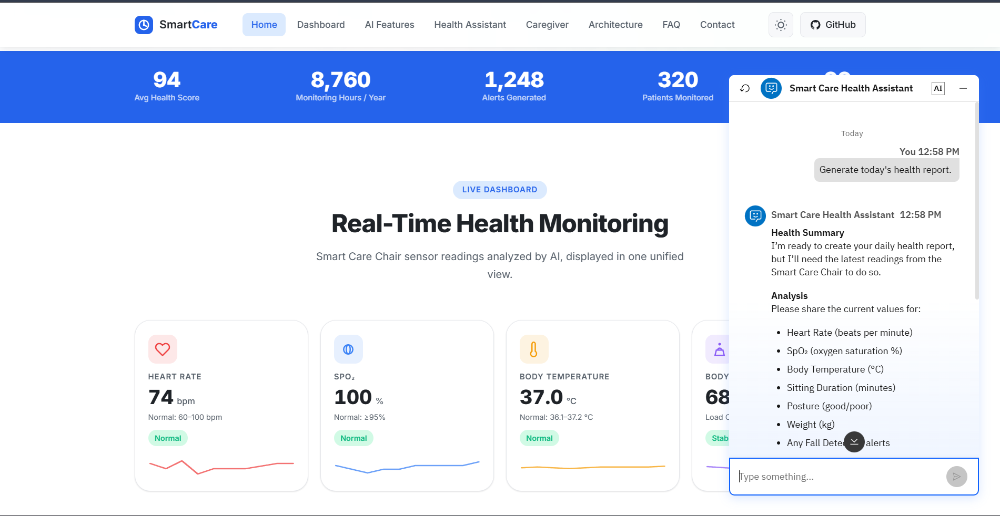 SmartCare
Home
Dashboard
AI Features
Health Assistant
Caregiver
Architecture
FAQ
Contact
GitHub
94
Avg Health Score
8,760
Monitoring Hours / Year
1,248
Alerts Generated
320
Patients Monitored
LIVE DASHBOARD
Real-Time Health Monitoring
Smart Care Chair sensor readings analyzed by AI, displayed in one unified
view.
HEART RATE
74 bpm
Normal: 60–100 bpm
Normal
SPO₂
100 %
Normal: ≥95%
Normal
BODY TEMPERATURE
37.0 °C
Normal: 36.1–37.2 °C
Normal
BODY
68
Load
Smart Care Health Assistant
AI
Today
You 12:58 PM
Generate today's health report.
Smart Care Health Assistant 12:58 PM
Health Summary
I’m ready to create your daily health report,
but I’ll need the latest readings from the
Smart Care Chair to do so.
Analysis
Please share the current values for:
• Heart Rate (beats per minute)
• SpO₂ (oxygen saturation %)
• Body Temperature (°C)
• Sitting Duration (minutes)
• Posture (good/poor)
• Weight (kg)
• Any Fall alerts
Type something...